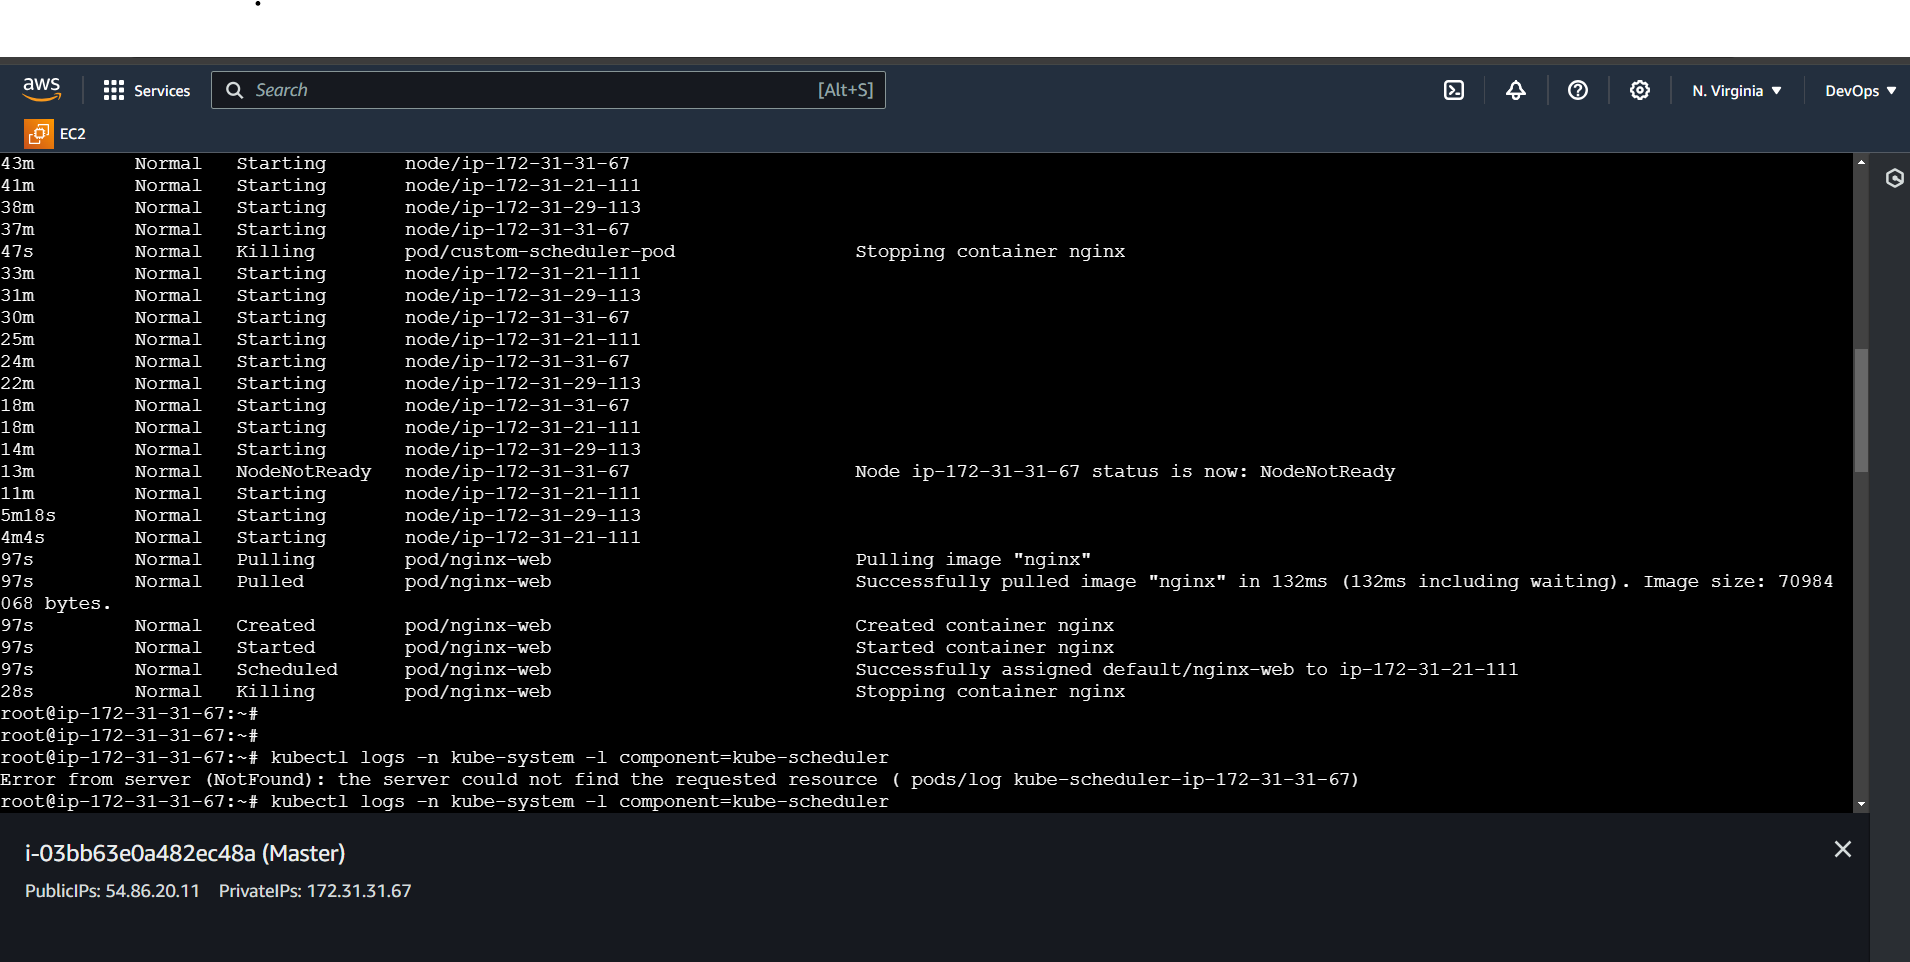 aws Services Search [Alt+S] N. Virginia DevOps
EC2
43m Normal Starting node/ip-172-31-31-67
41m Normal Starting node/ip-172-31-21-111
38m Normal Starting node/ip-172-31-29-113
37m Normal Starting node/ip-172-31-31-67
47s Normal Killing pod/custom-scheduler-pod Stopping container nginx
33m Normal Starting node/ip-172-31-21-111
31m Normal Starting node/ip-172-31-29-113
30m Normal Starting node/ip-172-31-31-67
25m Normal Starting node/ip-172-31-21-111
24m Normal Starting node/ip-172-31-31-67
22m Normal Starting node/ip-172-31-29-113
18m Normal Starting node/ip-172-31-31-67
18m Normal Starting node/ip-172-31-21-111
14m Normal Starting node/ip-172-31-29-113
13m Normal NodeNotReady node/ip-172-31-31-67 Node ip-172-31-31-67 status is now: NodeNotReady
11m Normal Starting node/ip-172-31-21-111
5m18s Normal Starting node/ip-172-31-29-113
4m4s Normal Starting node/ip-172-31-21-111
97s Normal Pulling pod/nginx-web Pulling image "nginx"
97s Normal Pulled pod/nginx-web Successfully pulled image "nginx" in 132ms (132ms including waiting). Image size: 70984
068 bytes.
97s Normal Created pod/nginx-web Created container nginx
97s Normal Started pod/nginx-web Started container nginx
97s Normal Scheduled pod/nginx-web Successfully assigned default/nginx-web to ip-172-31-21-111
28s Normal Killing pod/nginx-web Stopping container nginx
root@ip-172-31-31-67:~#
root@ip-172-31-31-67:~#
root@ip-172-31-31-67:~# kubectl logs -n kube-system -l component=kube-scheduler
Error from server (NotFound): the server could not find the requested resource ( pods/log kube-scheduler-ip-172-31-31-67)
root@ip-172-31-31-67:~# kubectl logs -n kube-system -l component=kube-scheduler
i-03bb63e0a482ec48a (Master)
PublicIPs: 54.86.20.11 PrivateIPs: 172.31.31.67